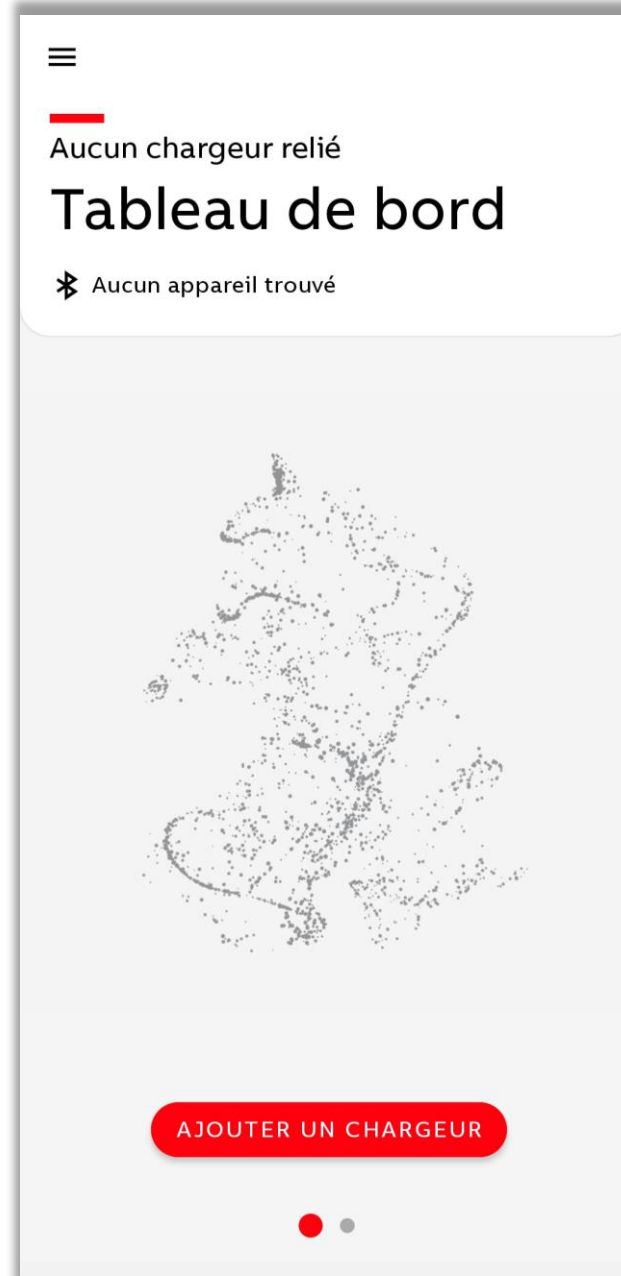 Aucun chargeur relié
Tableau de bord
Aucun appareil trouvé
AJOUTER UN CHARGEUR